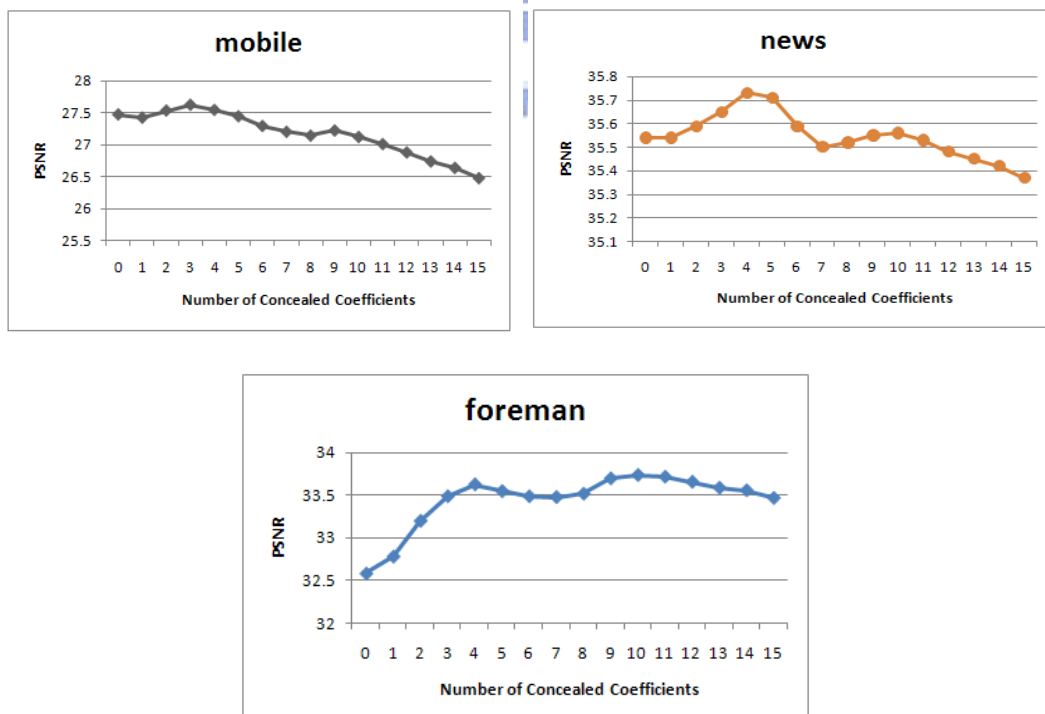 mobile
28
27.5
27
26.5
26
25.5
PSNR
0 1 2 3 4 5 6 7 8 9 10 11 12 13 14 15
Number of Concealed Coefficients
news
35.8
35.7
35.6
35.5
35.4
35.3
35.2
35.1
PSNR
0 1 2 3 4 5 6 7 8 9 10 11 12 13 14 15
Number of Concealed Coefficients
foreman
34
33.5
33
32.5
32
PSNR
0 1 2 3 4 5 6 7 8 9 10 11 12 13 14 15
Number of Concealed Coefficients